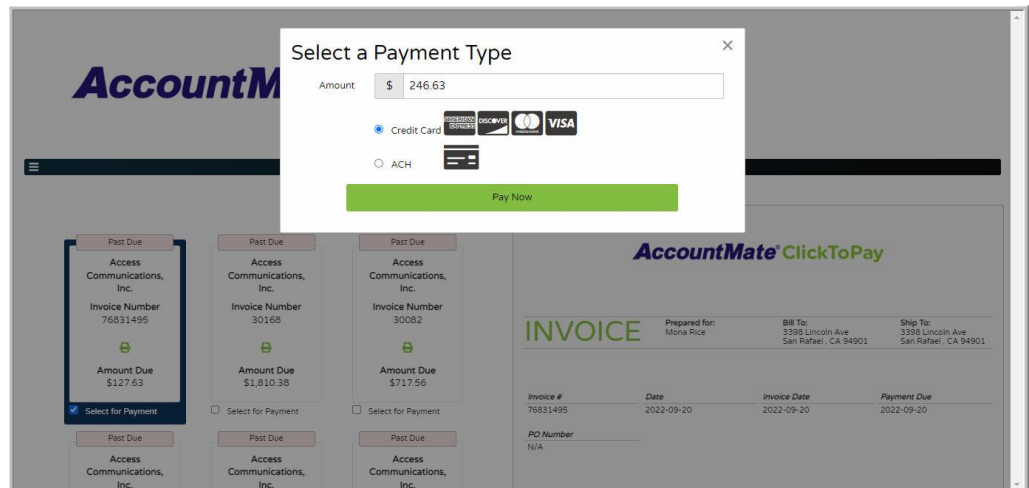 Select a Payment Type
×
Amount
$ 246.63
Credit Card AMERICAN EXPRESS DISCOVER mastercard VISA
ACH
Pay Now
AccountM
Past Due
Access
Communications,
Inc.
Invoice Number
76831495
Amount Due
$127.63
Select for Payment
Past Due
Access
Communications,
Inc.
Invoice Number
30168
Amount Due
$1,810.38
Select for Payment
Past Due
Access
Communications,
Inc.
Invoice Number
30082
Amount Due
$717.56
Select for Payment
Past Due
Access
Communications,
Inc.
Past Due
Access
Communications,
Inc.
Past Due
Access
Communications,
Inc.
AccountMate® ClickToPay
INVOICE
Prepared for:
Mona Rice
Bill To:
3398 Lincoln Ave
San Rafael , CA 94901
Ship To:
3398 Lincoln Ave
San Rafael , CA 94901
Invoice # Date Invoice Date Payment Due
76831495 2022-09-20 2022-09-20 2022-09-20
PO Number
N/A